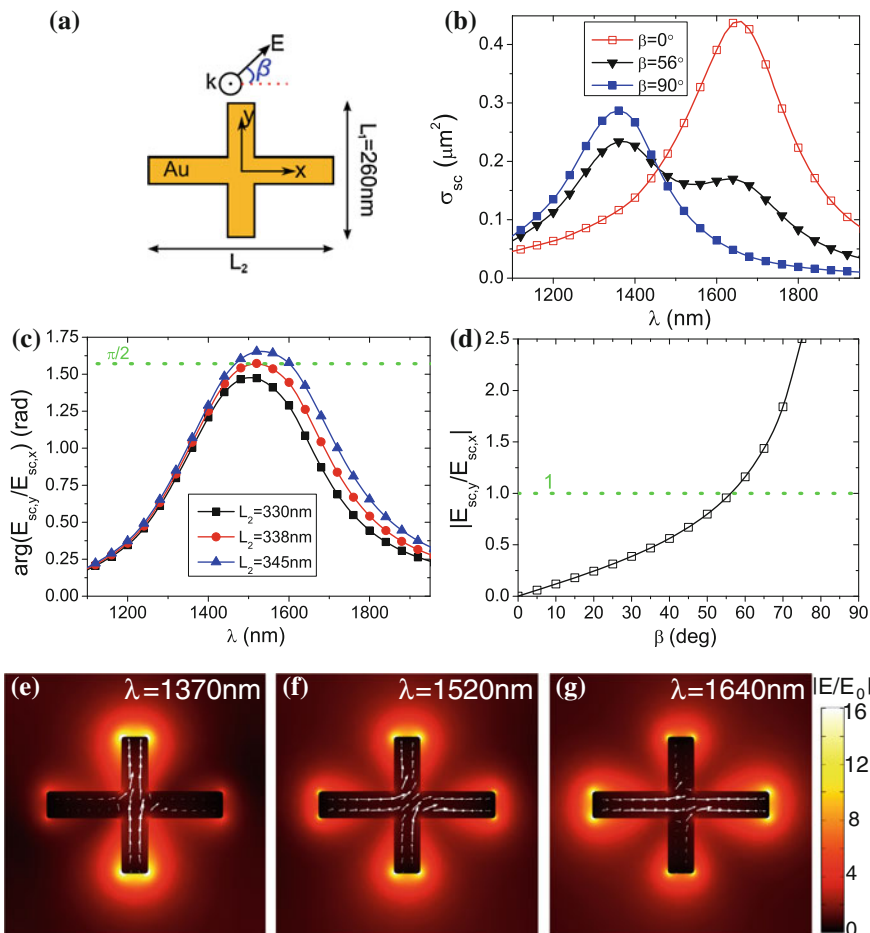 (a)
E
k
β
y
x
Au
L₁=260nm
L₂
(b)
σsc (μm²)
0.4
0.3
0.2
0.1
0.0
β=0°
β=56°
β=90°
1200 1400 1600 1800
λ (nm)
(c)
arg(Esc,y/Esc,x) (rad)
1.75
1.50
1.25
1.00
0.75
0.50
0.25
0.00
π/2
L₂=330nm
L₂=338nm
L₂=345nm
1200 1400 1600 1800
λ (nm)
(d)
|Esc,y/Esc,x|
2.5
2.0
1.5
1.0
0.5
0.0
1
0 10 20 30 40 50 60 70 80 90
β (deg)
(e) λ=1370nm
(f) λ=1520nm
(g) λ=1640nm
|E/E₀|
16
12
8
4
0